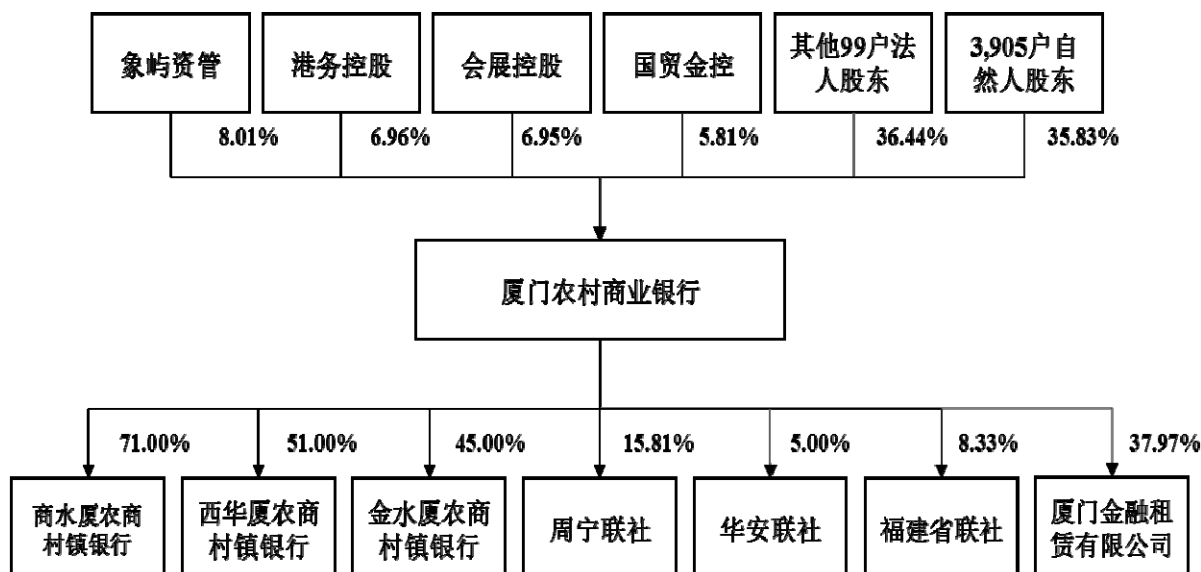 象屿资管
港务控股
会展控股
国贸金控
其他99户法
人股东
3,905户自
然人股东
8.01%
6.96%
6.95%
5.81%
36.44%
35.83%
厦门农村商业银行
71.00%
51.00%
45.00%
15.81%
5.00%
8.33%
37.97%
商水厦农商
村镇银行
西华厦农商
村镇银行
金水厦农商
村镇银行
周宁联社
华安联社
福建省联社
厦门金融租
赁有限公司